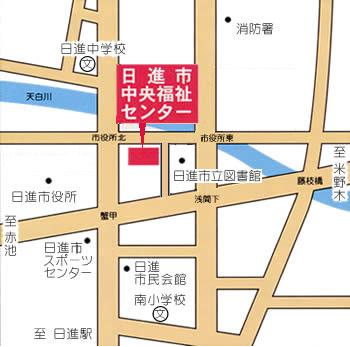 消防署
日進中学校
文
日進市
中央福祉
センター
天白川
市役所北
市役所東
至
米野木
日進市立図書館
藤枝橋
日進市役所
浅間下
蟹甲
至
赤池
日進市
スポーツ
センター
日進
市民会館
南小学校
文
至 日進駅